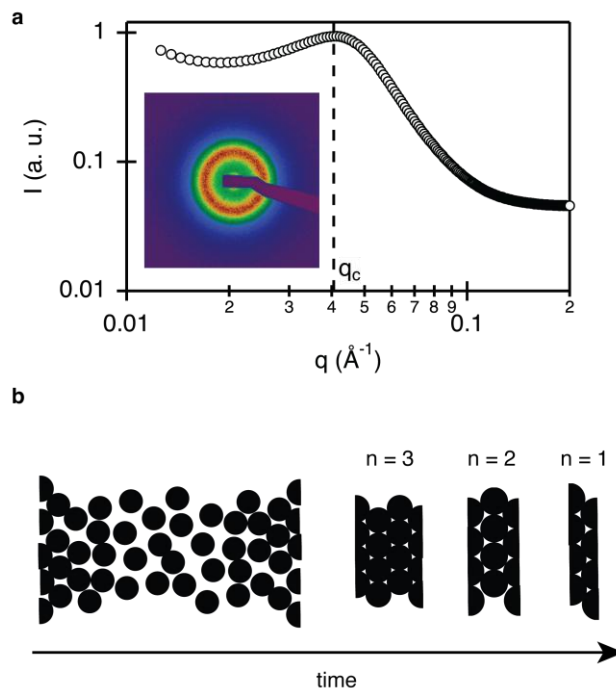 a
1
0.1
0.01
I (a. u.)
q_c
0.01
2
3
4
5
6
7
8
9
0.1
2
q (Å⁻¹)
b
n = 3
n = 2
n = 1
time